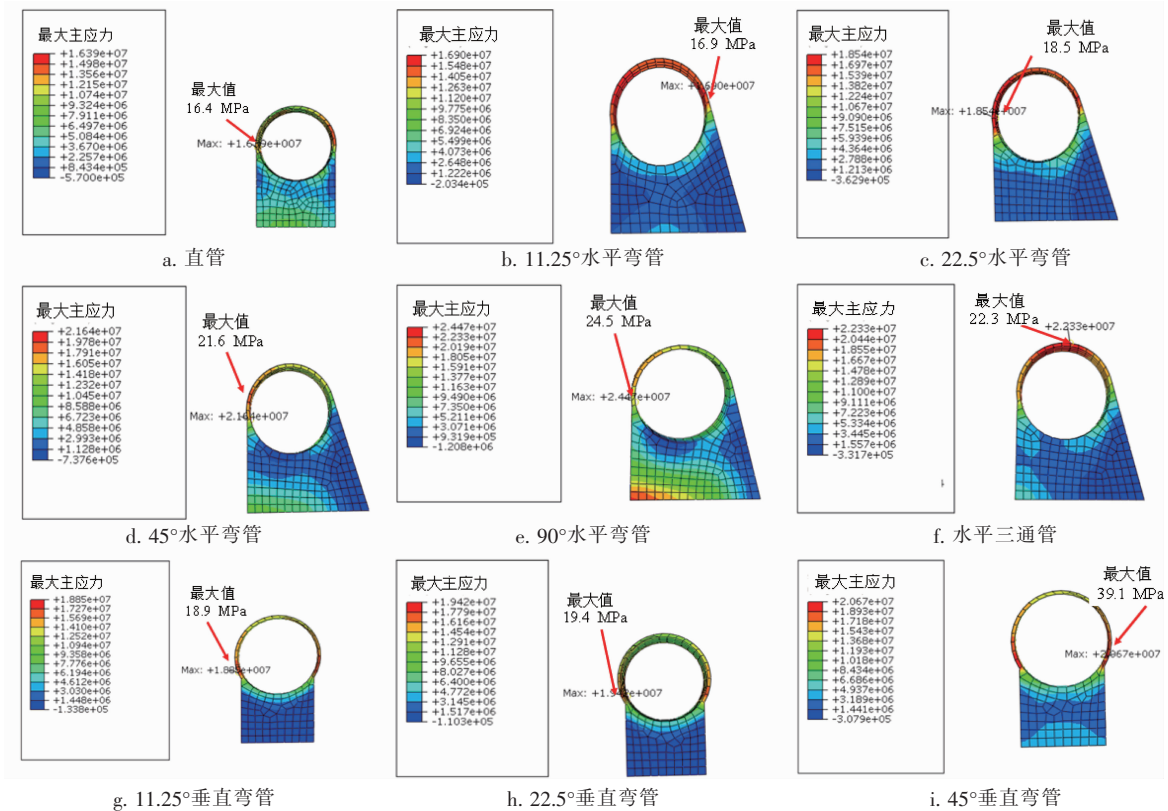 最大主应力
+1.639e+07
+1.498e+07
+1.356e+07
+1.215e+07
+1.074e+07
+9.324e+06
+7.911e+06
+6.497e+06
+5.084e+06
+3.670e+06
+2.257e+06
+8.434e+05
-5.700e+05
最大值
16.4 MPa
Max:
a. 直管
最大主应力
+1.690e+07
+1.548e+07
+1.405e+07
+1.263e+07
+1.120e+07
+9.775e+06
+8.350e+06
+6.924e+06
+5.499e+06
+4.073e+06
+2.648e+06
+1.222e+06
-2.034e+05
最大值
16.9 MPa
Max:
b. 11.25°水平弯管
最大主应力
+1.854e+07
+1.697e+07
+1.539e+07
+1.382e+07
+1.224e+07
+1.067e+07
+9.090e+06
+7.515e+06
+5.939e+06
+4.364e+06
+2.788e+06
+1.213e+06
-3.629e+05
最大值
18.5 MPa
Max:
c. 22.5°水平弯管
最大主应力
+2.164e+07
+1.978e+07
+1.791e+07
+1.605e+07
+1.418e+07
+1.232e+07
+1.045e+07
+8.588e+06
+6.723e+06
+4.858e+06
+2.993e+06
+1.128e+06
-7.376e+05
最大值
21.6 MPa
Max: +2.164e+007
d. 45°水平弯管
最大主应力
+2.447e+07
+2.233e+07
+2.019e+07
+1.805e+07
+1.591e+07
+1.377e+07
+1.163e+07
+9.490e+06
+7.350e+06
+5.211e+06
+3.071e+06
+9.319e+05
-1.208e+06
最大值
24.5 MPa
Max: +2.447e+007
e. 90°水平弯管
最大主应力
+2.233e+07
+2.044e+07
+1.855e+07
+1.667e+07
+1.478e+07
+1.289e+07
+1.100e+07
+9.111e+06
+7.223e+06
+5.334e+06
+3.445e+06
+1.557e+06
-3.317e+05
最大值
22.3 MPa
+2.233e+007
f. 水平三通管
最大主应力
+1.885e+07
+1.727e+07
+1.569e+07
+1.410e+07
+1.252e+07
+1.094e+07
+9.358e+06
+7.776e+06
+6.194e+06
+4.612e+06
+3.030e+06
+1.448e+06
-1.338e+05
最大值
18.9 MPa
Max: +1.885e+007
g. 11.25°垂直弯管
最大主应力
+1.942e+07
+1.779e+07
+1.616e+07
+1.454e+07
+1.291e+07
+1.128e+07
+9.655e+06
+8.027e+06
+6.400e+06
+4.772e+06
+3.145e+06
+1.517e+06
-1.103e+05
最大值
19.4 MPa
Max: +1.942e+007
h. 22.5°垂直弯管
最大主应力
+2.067e+07
+1.893e+07
+1.718e+07
+1.543e+07
+1.368e+07
+1.193e+07
+1.018e+07
+8.434e+06
+6.686e+06
+4.937e+06
+3.189e+06
+1.441e+06
-3.079e+05
最大值
39.1 MPa
Max: +2.067e+007
i. 45°垂直弯管